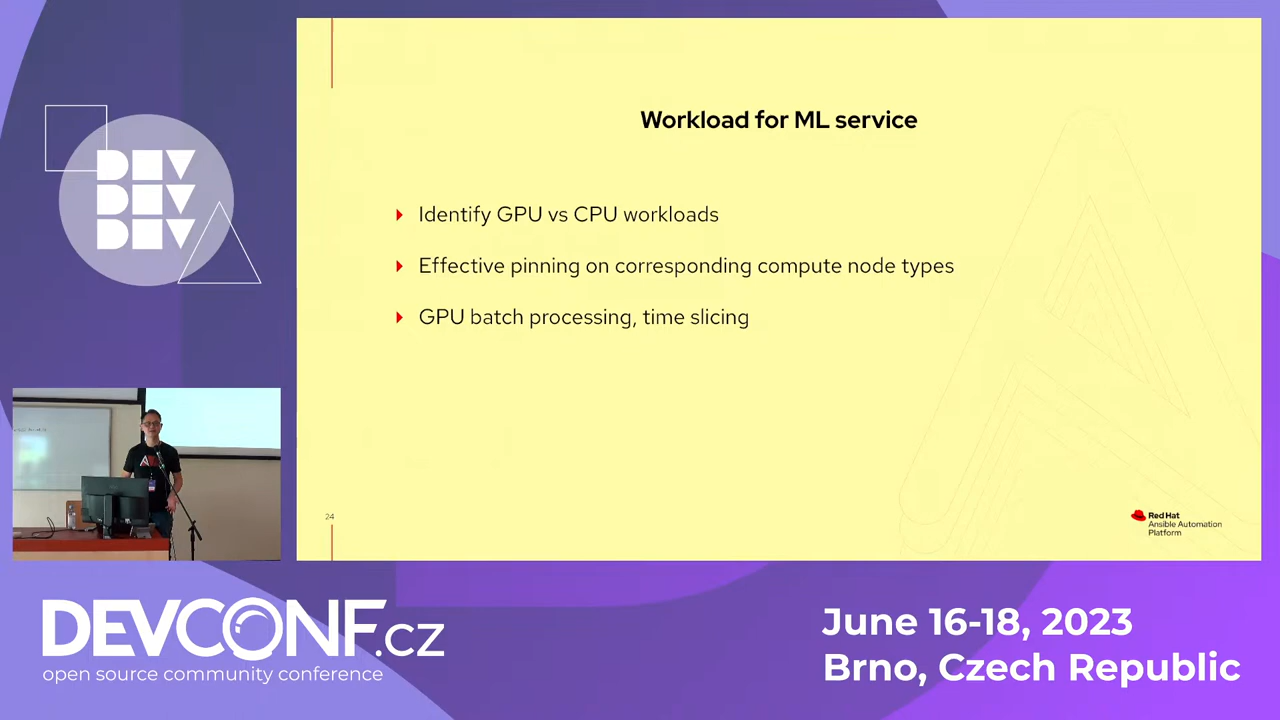 DEV
DEV
DEV
Workload for ML service
Identify GPU vs CPU workloads
Effective pinning on corresponding compute node types
GPU batch processing, time slicing
24
Red Hat
Ansible Automation
Platform
DEVCONF.cz
open source community conference
June 16-18, 2023
Brno, Czech Republic